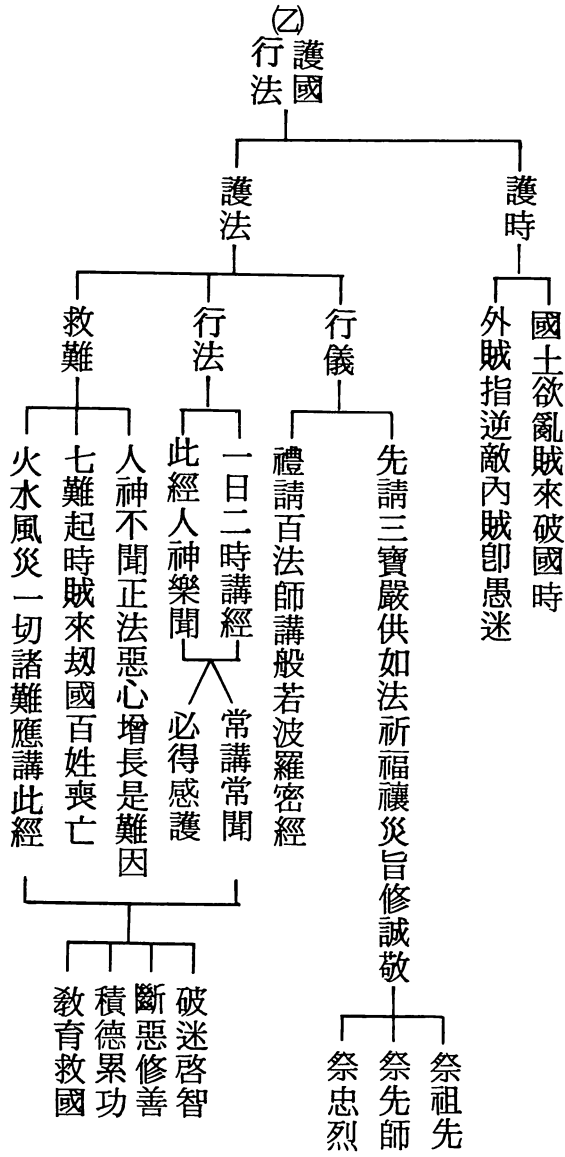 ㈁
護國
行法
護時
國土欲亂賊來破國時
外賊指逆敵內賊卽愚迷
護法
行儀
先請三寶嚴供如法祈福禳災旨修誠敬
祭祖先
祭先師
祭忠烈
禮請百法師講般若波羅密經
行法
一日二時講經
此經人神樂聞
常講常聞
必得感護
救難
人神不聞正法惡心增長是難因
七難起時賊來刼國百姓喪亡
火水風災一切諸難應講此經
破迷啓智
斷惡修善
積德累功
敎育救國